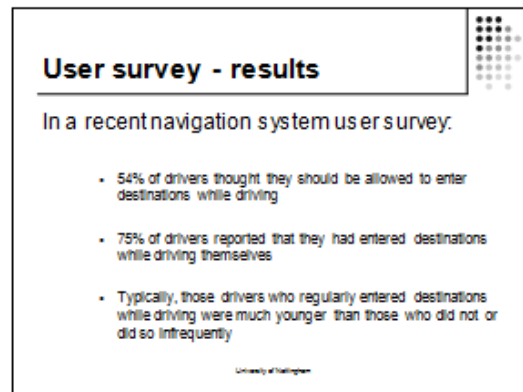 User survey - results
In a recent navigation system user survey:
• 54% of drivers thought they should be allowed to enter
destinations while driving
• 75% of drivers reported that they had entered destinations
while driving themselves
• Typically, those drivers who regularly entered destinations
while driving were much younger than those who did not or
did so infrequently
University of Nottingham